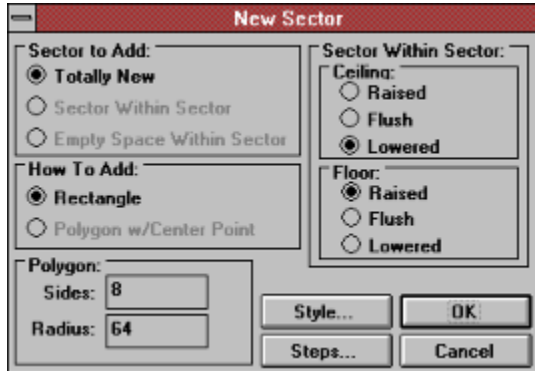 New Sector
Sector to Add:
Totally New
Sector Within Sector
Empty Space Within Sector
How To Add:
Rectangle
Polygon w/Center Point
Polygon:
Sides: 8
Radius: 64
Sector Within Sector:
Ceiling:
Raised
Flush
Lowered
Floor:
Raised
Flush
Lowered
Style...
OK
Steps...
Cancel